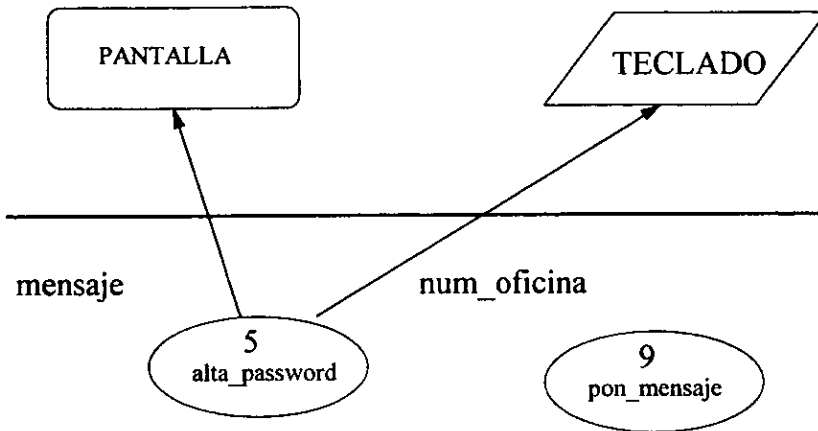 PANTALLA
TECLADO
mensaje
num_oficina
5
alta_password
9
pon_mensaje